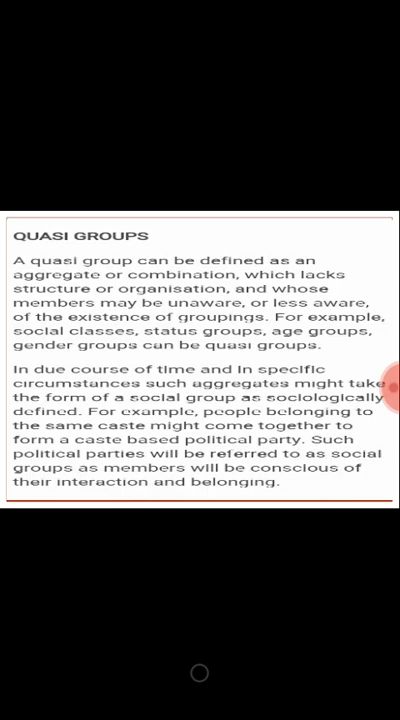 QUASI GROUPS
A quasi group can be defined as an
aggregate or combination, which lacks
structure or organisation, and whose
members may be unaware, or less aware,
of the existence of groupings. For example,
social classes, status groups, age groups,
gender groups can be quasi groups.
In due course of time and in specific
circumstances such aggregates might take
the form of a social group as sociologically
defined. For example, people belonging to
the same caste might come together to
form a caste based political party. Such
political parties will be referred to as social
groups as members will be conscious of
their interaction and belonging.